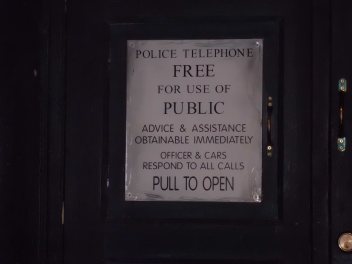 POLICE TELEPHONE
FREE
FOR USE OF
PUBLIC
ADVICE & ASSISTANCE
OBTAINABLE IMMEDIATELY
OFFICER & CARS
RESPOND TO ALL CALLS
PULL TO OPEN